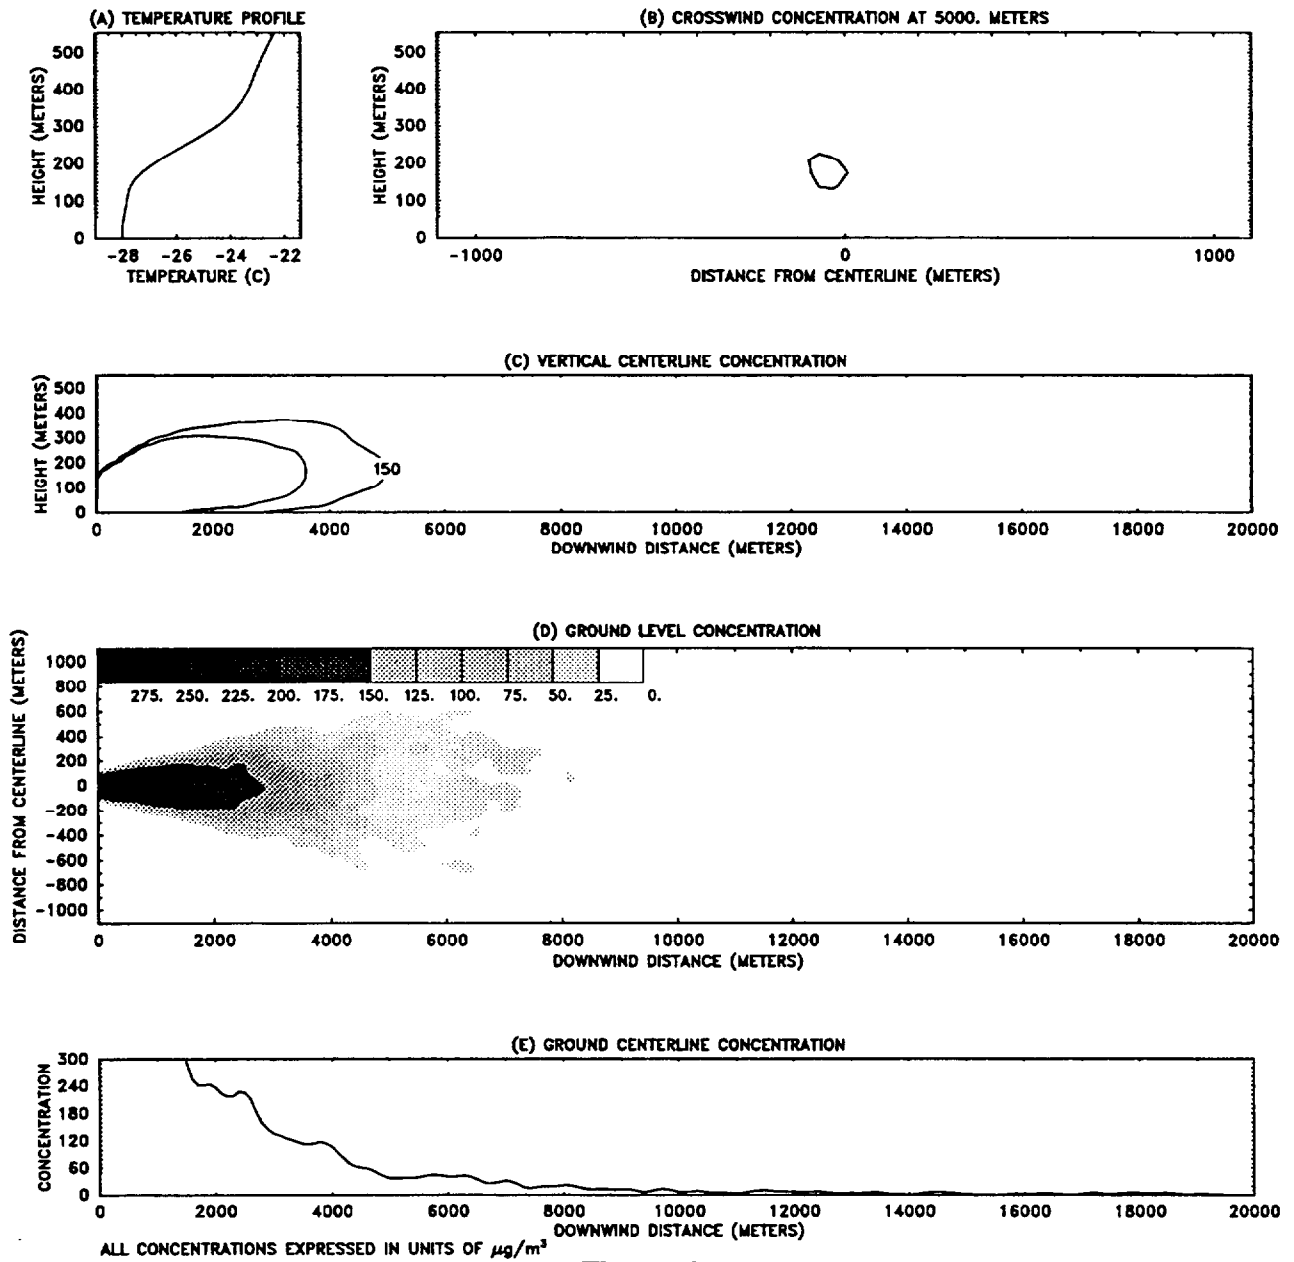 (A) TEMPERATURE PROFILE
500
400
300
200
100
0
HEIGHT (METERS)
-28 -26 -24 -22
TEMPERATURE (C)
(B) CROSSWIND CONCENTRATION AT 5000. METERS
500
400
300
200
100
0
HEIGHT (METERS)
-1000 0 1000
DISTANCE FROM CENTERLINE (METERS)
(C) VERTICAL CENTERLINE CONCENTRATION
500
400
300
200
100
0
HEIGHT (METERS)
150
0 2000 4000 6000 8000 10000 12000 14000 16000 18000 20000
DOWNWIND DISTANCE (METERS)
(D) GROUND LEVEL CONCENTRATION
1000
800
600
400
200
0
-200
-400
-600
-800
-1000
DISTANCE FROM CENTERLINE (METERS)
275. 250. 225. 200. 175. 150. 125. 100. 75. 50. 25. 0.
0 2000 4000 6000 8000 10000 12000 14000 16000 18000 20000
DOWNWIND DISTANCE (METERS)
(E) GROUND CENTERLINE CONCENTRATION
300
240
180
120
60
0
CONCENTRATION
0 2000 4000 6000 8000 10000 12000 14000 16000 18000 20000
DOWNWIND DISTANCE (METERS)
ALL CONCENTRATIONS EXPRESSED IN UNITS OF μg/m³